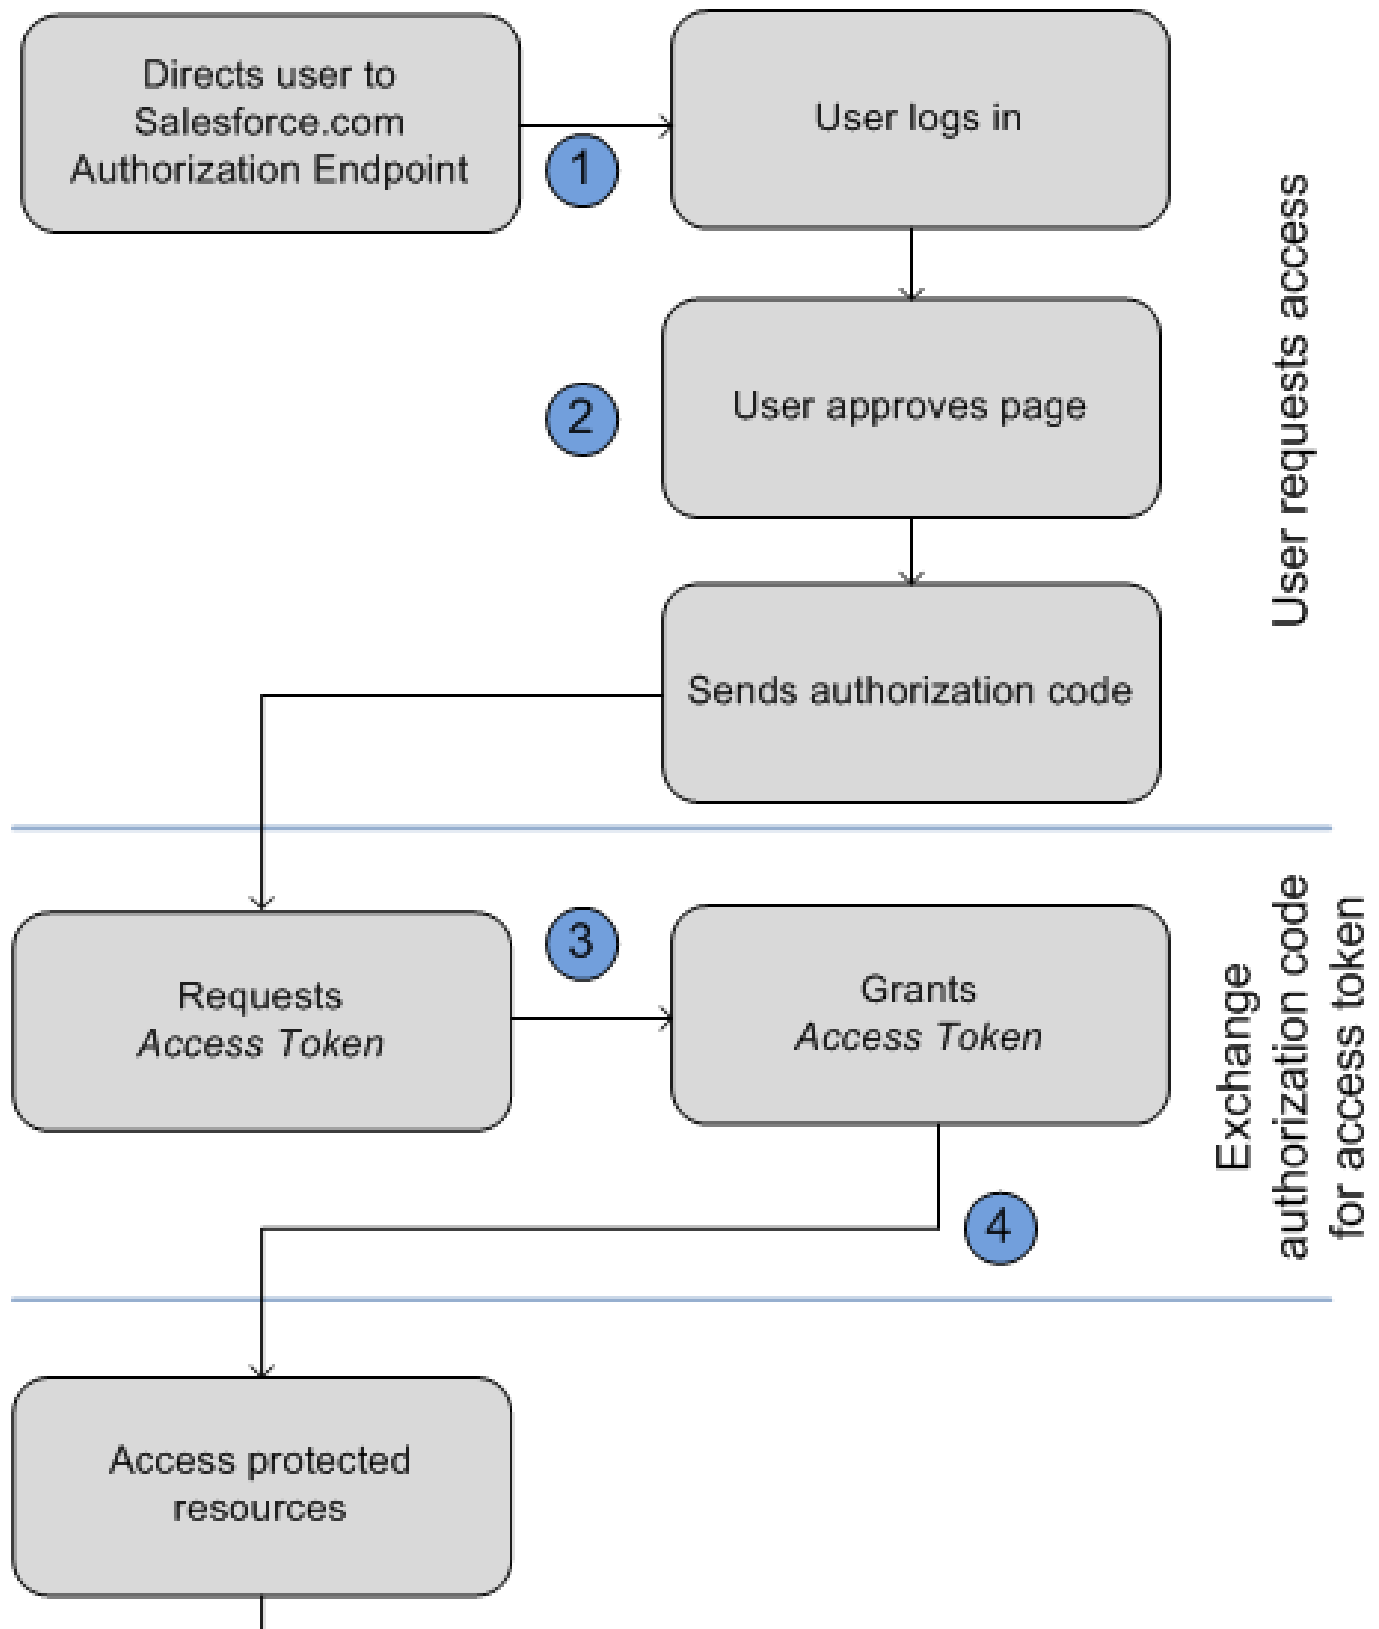 Directs user to
Salesforce.com
Authorization Endpoint
1
User logs in
2
User approves page
Sends authorization code
User requests access
Requests
Access Token
3
Grants
Access Token
4
Exchange
authorization code
for access token
Access protected
resources